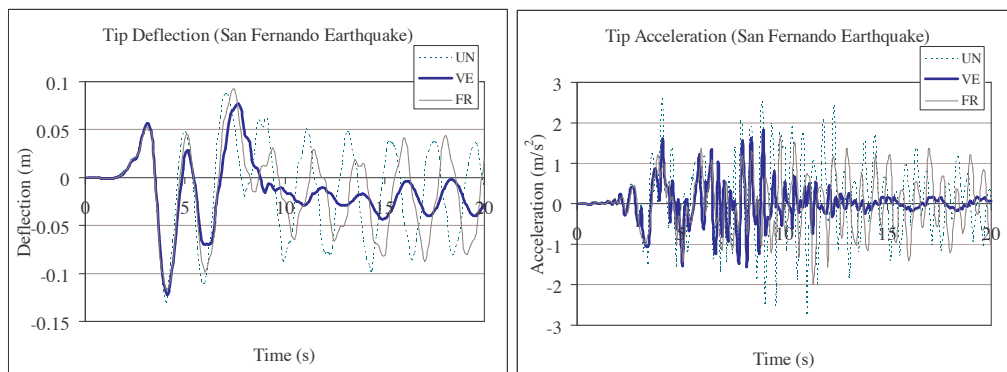 Tip Deflection (San Fernando Earthquake)
UN
VE
FR
0.1
0.05
0
-0.05
-0.1
-0.15
0
5
10
15
20
Deflection (m)
Time (s)
Tip Acceleration (San Fernando Earthquake)
UN
VE
FR
3
2
1
0
-1
-2
-3
0
5
10
15
20
Acceleration (m/s²)
Time (s)